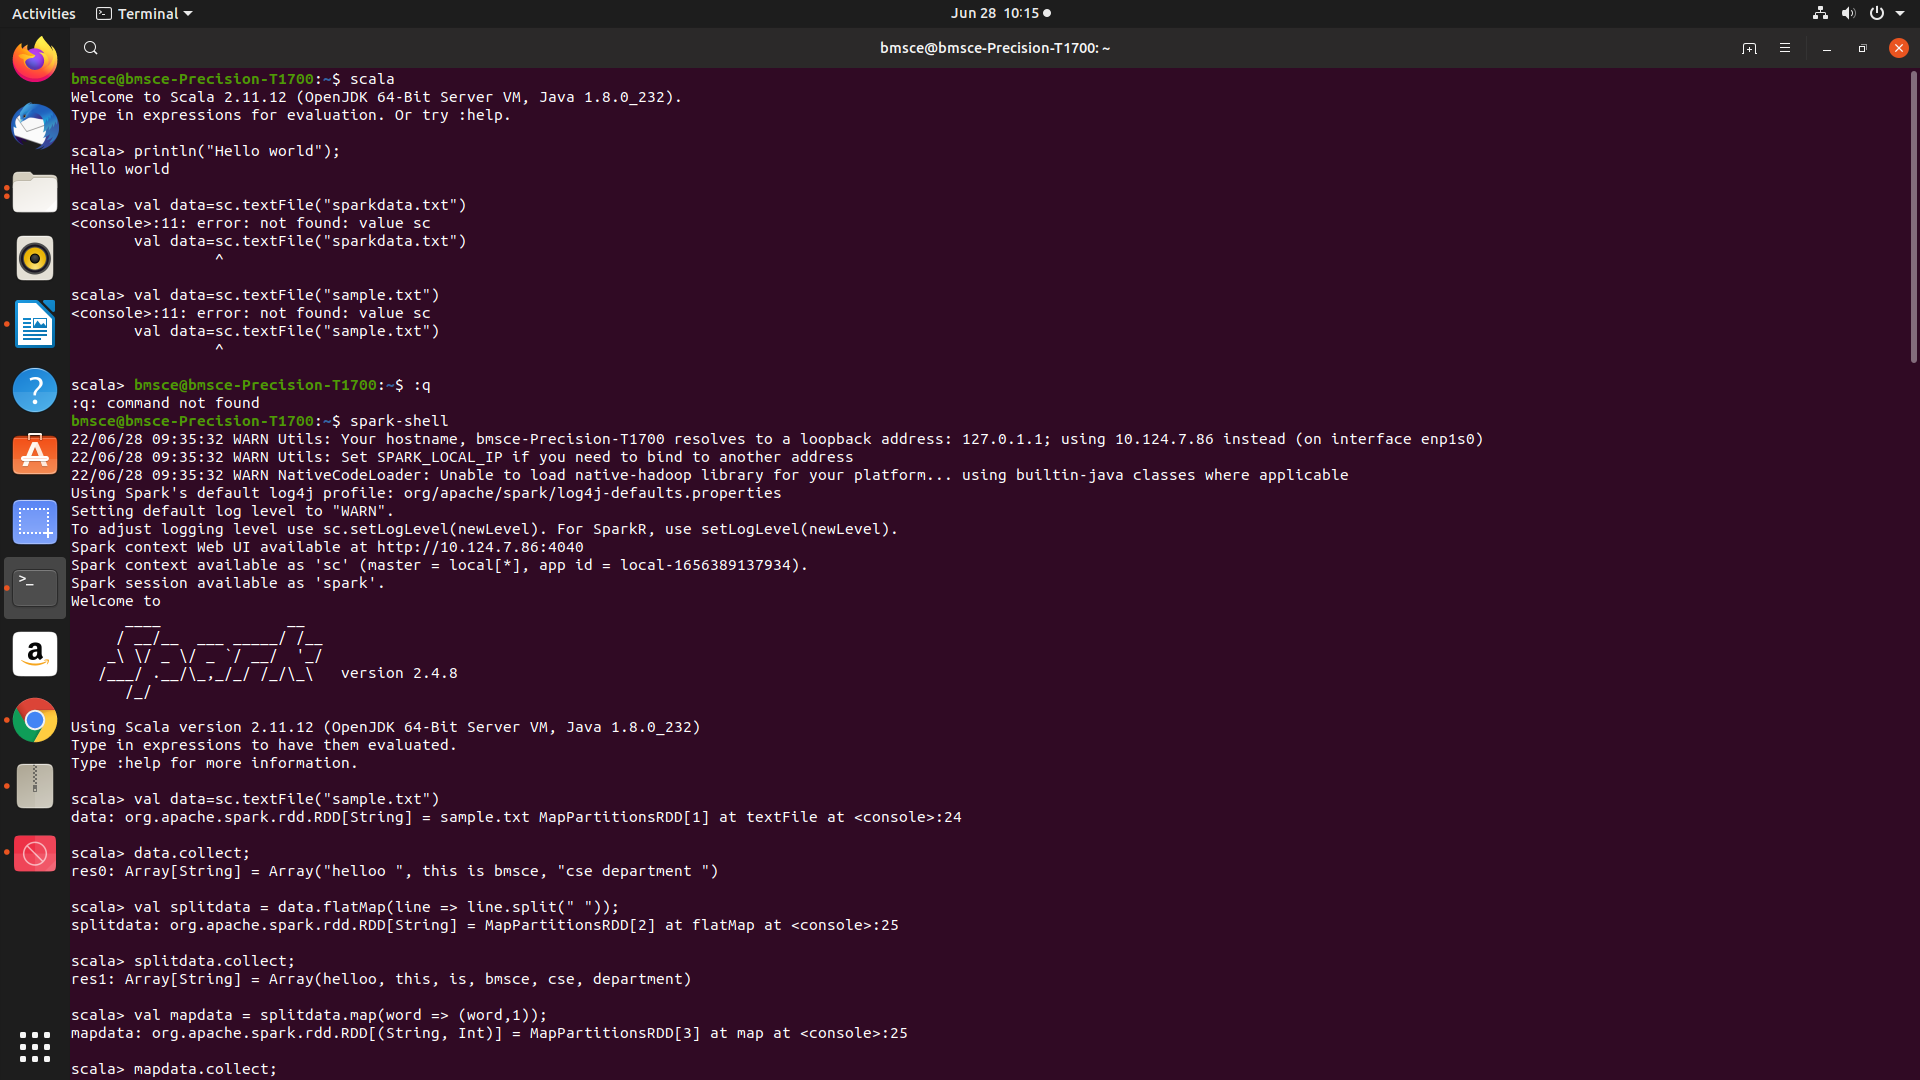 Activities Terminal Jun 28 10:15
bmsce@bmsce-Precision-T1700: ~
bmsce@bmsce-Precision-T1700:~$ scala
Welcome to Scala 2.11.12 (OpenJDK 64-Bit Server VM, Java 1.8.0_232).
Type in expressions for evaluation. Or try :help.
scala> println("Hello world");
Hello world
scala> val data=sc.textFile("sparkdata.txt")
<console>:11: error: not found: value sc
       val data=sc.textFile("sparkdata.txt")
                ^
scala> val data=sc.textFile("sample.txt")
<console>:11: error: not found: value sc
       val data=sc.textFile("sample.txt")
                ^
scala> bmsce@bmsce-Precision-T1700:~$ :q
:q: command not found
bmsce@bmsce-Precision-T1700:~$ spark-shell
22/06/28 09:35:32 WARN Utils: Your hostname, bmsce-Precision-T1700 resolves to a loopback address: 127.0.1.1; using 10.124.7.86 instead (on interface enp1s0)
22/06/28 09:35:32 WARN Utils: Set SPARK_LOCAL_IP if you need to bind to another address
22/06/28 09:35:32 WARN NativeCodeLoader: Unable to load native-hadoop library for your platform... using builtin-java classes where applicable
Using Spark's default log4j profile: org/apache/spark/log4j-defaults.properties
Setting default log level to "WARN".
To adjust logging level use sc.setLogLevel(newLevel). For SparkR, use setLogLevel(newLevel).
Spark context Web UI available at http://10.124.7.86:4040
Spark context available as 'sc' (master = local[*], app id = local-1656389137934).
Spark session available as 'spark'.
Welcome to
      ____              __
     / __/__  ___ _____/ /__
    _\ \/ _ \/ _ `/ __/  '_/
   /___/ .__/\_,_/_/ /_/\_\   version 2.4.8
      /_/
Using Scala version 2.11.12 (OpenJDK 64-Bit Server VM, Java 1.8.0_232)
Type in expressions to have them evaluated.
Type :help for more information.
scala> val data=sc.textFile("sample.txt")
data: org.apache.spark.rdd.RDD[String] = sample.txt MapPartitionsRDD[1] at textFile at <console>:24
scala> data.collect;
res0: Array[String] = Array("helloo ", this is bmsce, "cse department ")
scala> val splitdata = data.flatMap(line => line.split(" "));
splitdata: org.apache.spark.rdd.RDD[String] = MapPartitionsRDD[2] at flatMap at <console>:25
scala> splitdata.collect;
res1: Array[String] = Array(helloo, this, is, bmsce, cse, department)
scala> val mapdata = splitdata.map(word => (word,1));
mapdata: org.apache.spark.rdd.RDD[(String, Int)] = MapPartitionsRDD[3] at map at <console>:25
scala> mapdata.collect;